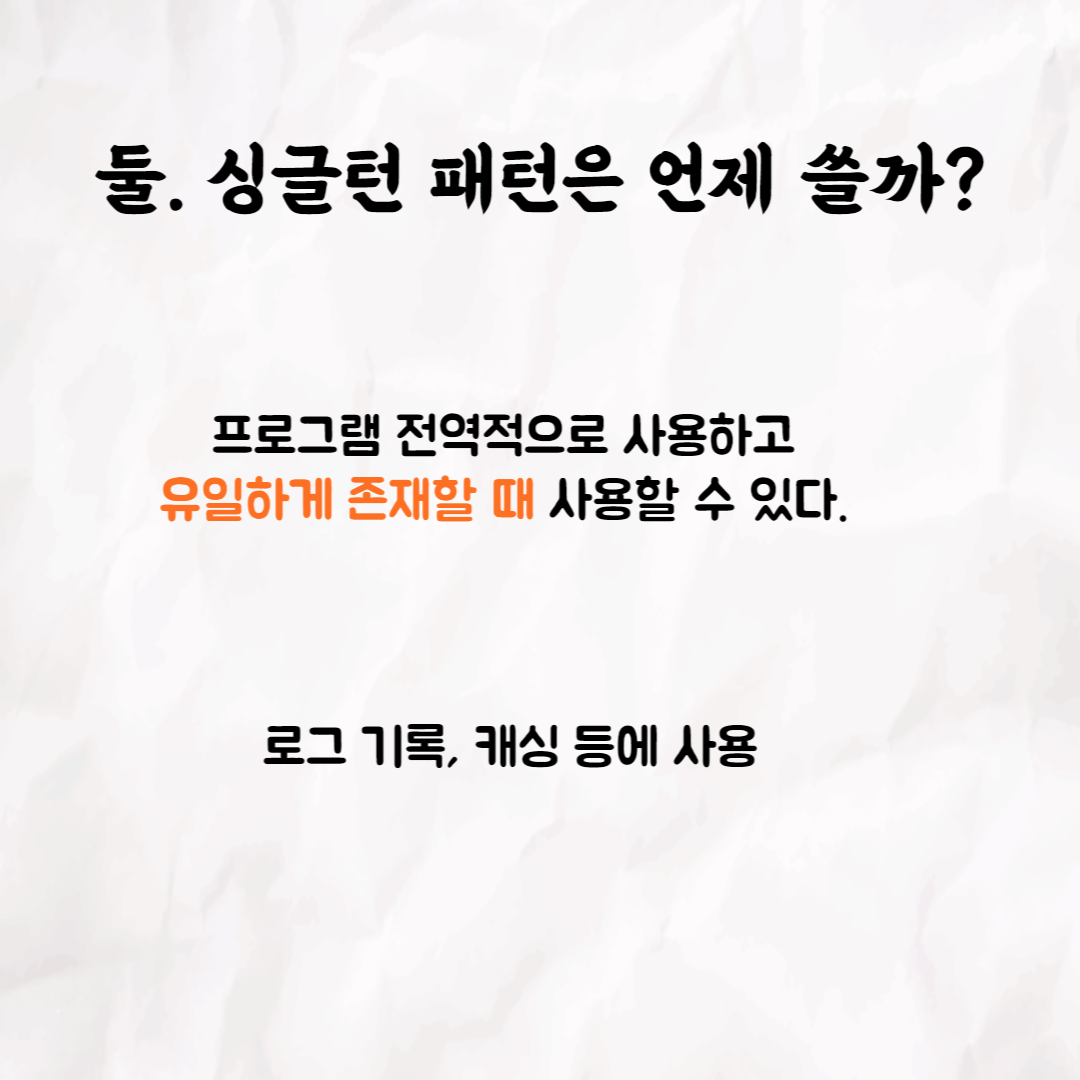 둘. 싱글턴 패턴은 언제 쓸까?
프로그램 전역적으로 사용하고
유일하게 존재할 때 사용할 수 있다.
로그 기록, 캐싱 등에 사용